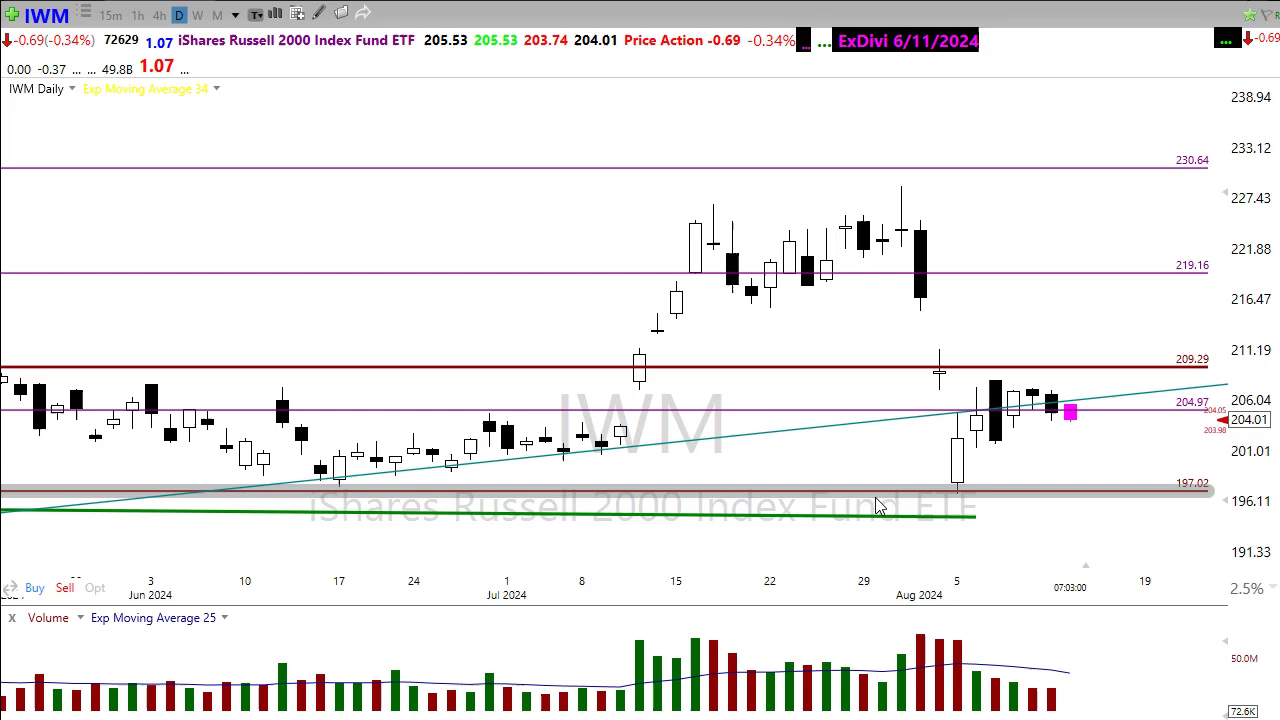 IWM 15m 1h 4h D W M T
-0.69(-0.34%) 72629 1.07 iShares Russell 2000 Index Fund ETF 205.53 205.53 203.74 204.01 Price Action -0.69 -0.34% ... ... ExDivi 6/11/2024 ... -0.69
0.00 -0.37 ... ... 49.8B 1.07 ...
IWM Daily Exp Moving Average 34
238.94
233.12
230.64
227.43
221.88
219.16
216.47
211.19
209.29
206.04
204.97
204.05
204.01
203.98
201.01
197.02
196.11
191.33
IWM
iShares Russell 2000 Index Fund ETF
3 10 17 24 1 8 15 22 29 5 19
Buy Sell Opt 07:03:00 2.5%
Jun 2024 Jul 2024 Aug 2024
X Volume Exp Moving Average 25
50.0M
72.6K